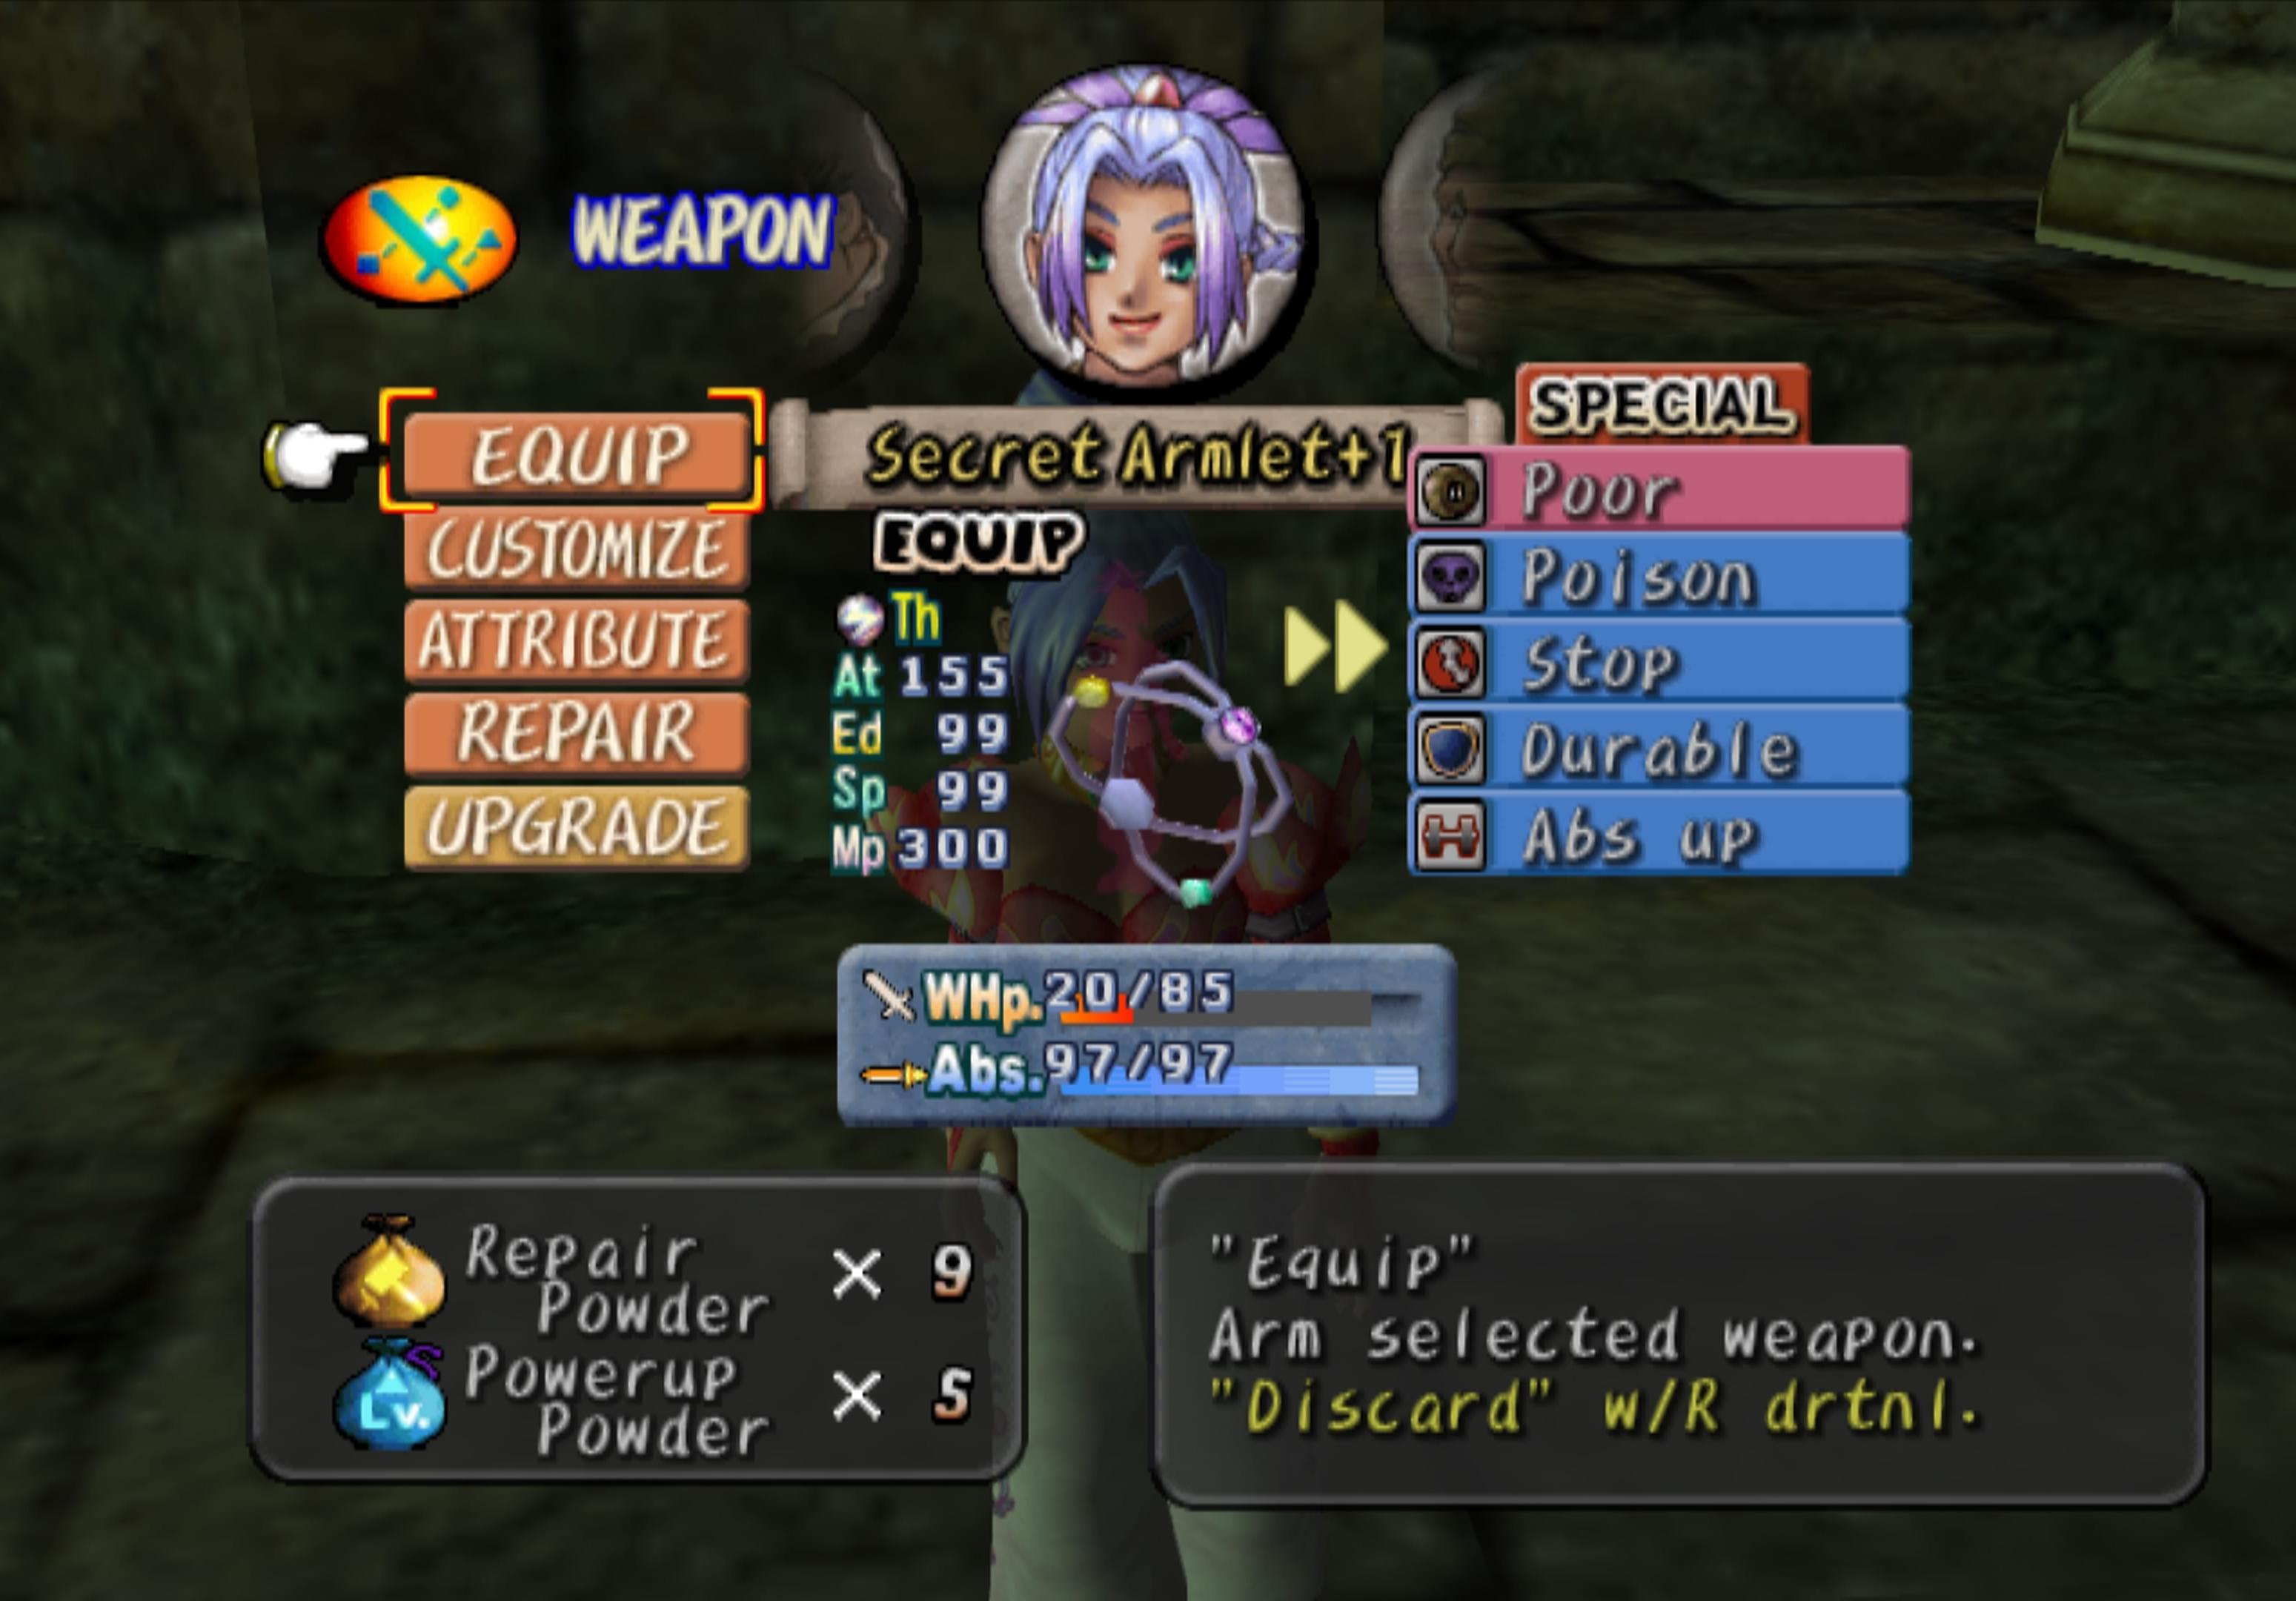 WEAPON
EQUIP
CUSTOMIZE
ATTRIBUTE
REPAIR
UPGRADE
Secret Armlet+1
EQUIP
Th
At 155
Ed 99
Sp 99
Mp 300
SPECIAL
Poor
Poison
Stop
Durable
Abs up
WHp. 20/85
Abs. 97/97
Repair
Powder × 9
Lv.
Powerup
Powder × 5
"Equip"
Arm selected weapon.
"Discard" w/R drtnl.